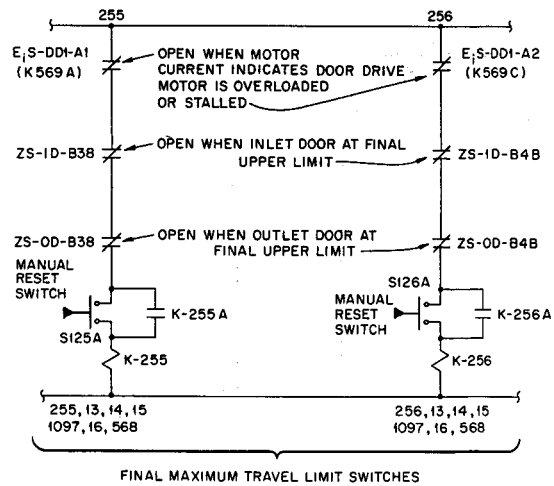 255
256
EiS-DD1-A1
(K569A)
OPEN WHEN MOTOR
CURRENT INDICATES DOOR DRIVE
MOTOR IS OVERLOADED
OR STALLED
EiS-DD1-A2
(K569C)
ZS-1D-B38
OPEN WHEN INLET DOOR AT FINAL
UPPER LIMIT
ZS-1D-B4B
ZS-0D-B38
OPEN WHEN OUTLET DOOR AT
FINAL UPPER LIMIT
ZS-0D-B4B
MANUAL
RESET
SWITCH
S125A
K-255A
K-255
S126A
MANUAL
RESET
SWITCH
K-256A
K-256
255,13,14,15
1097,16,568
256,13,14,15
1097,16,568
FINAL MAXIMUM TRAVEL LIMIT SWITCHES